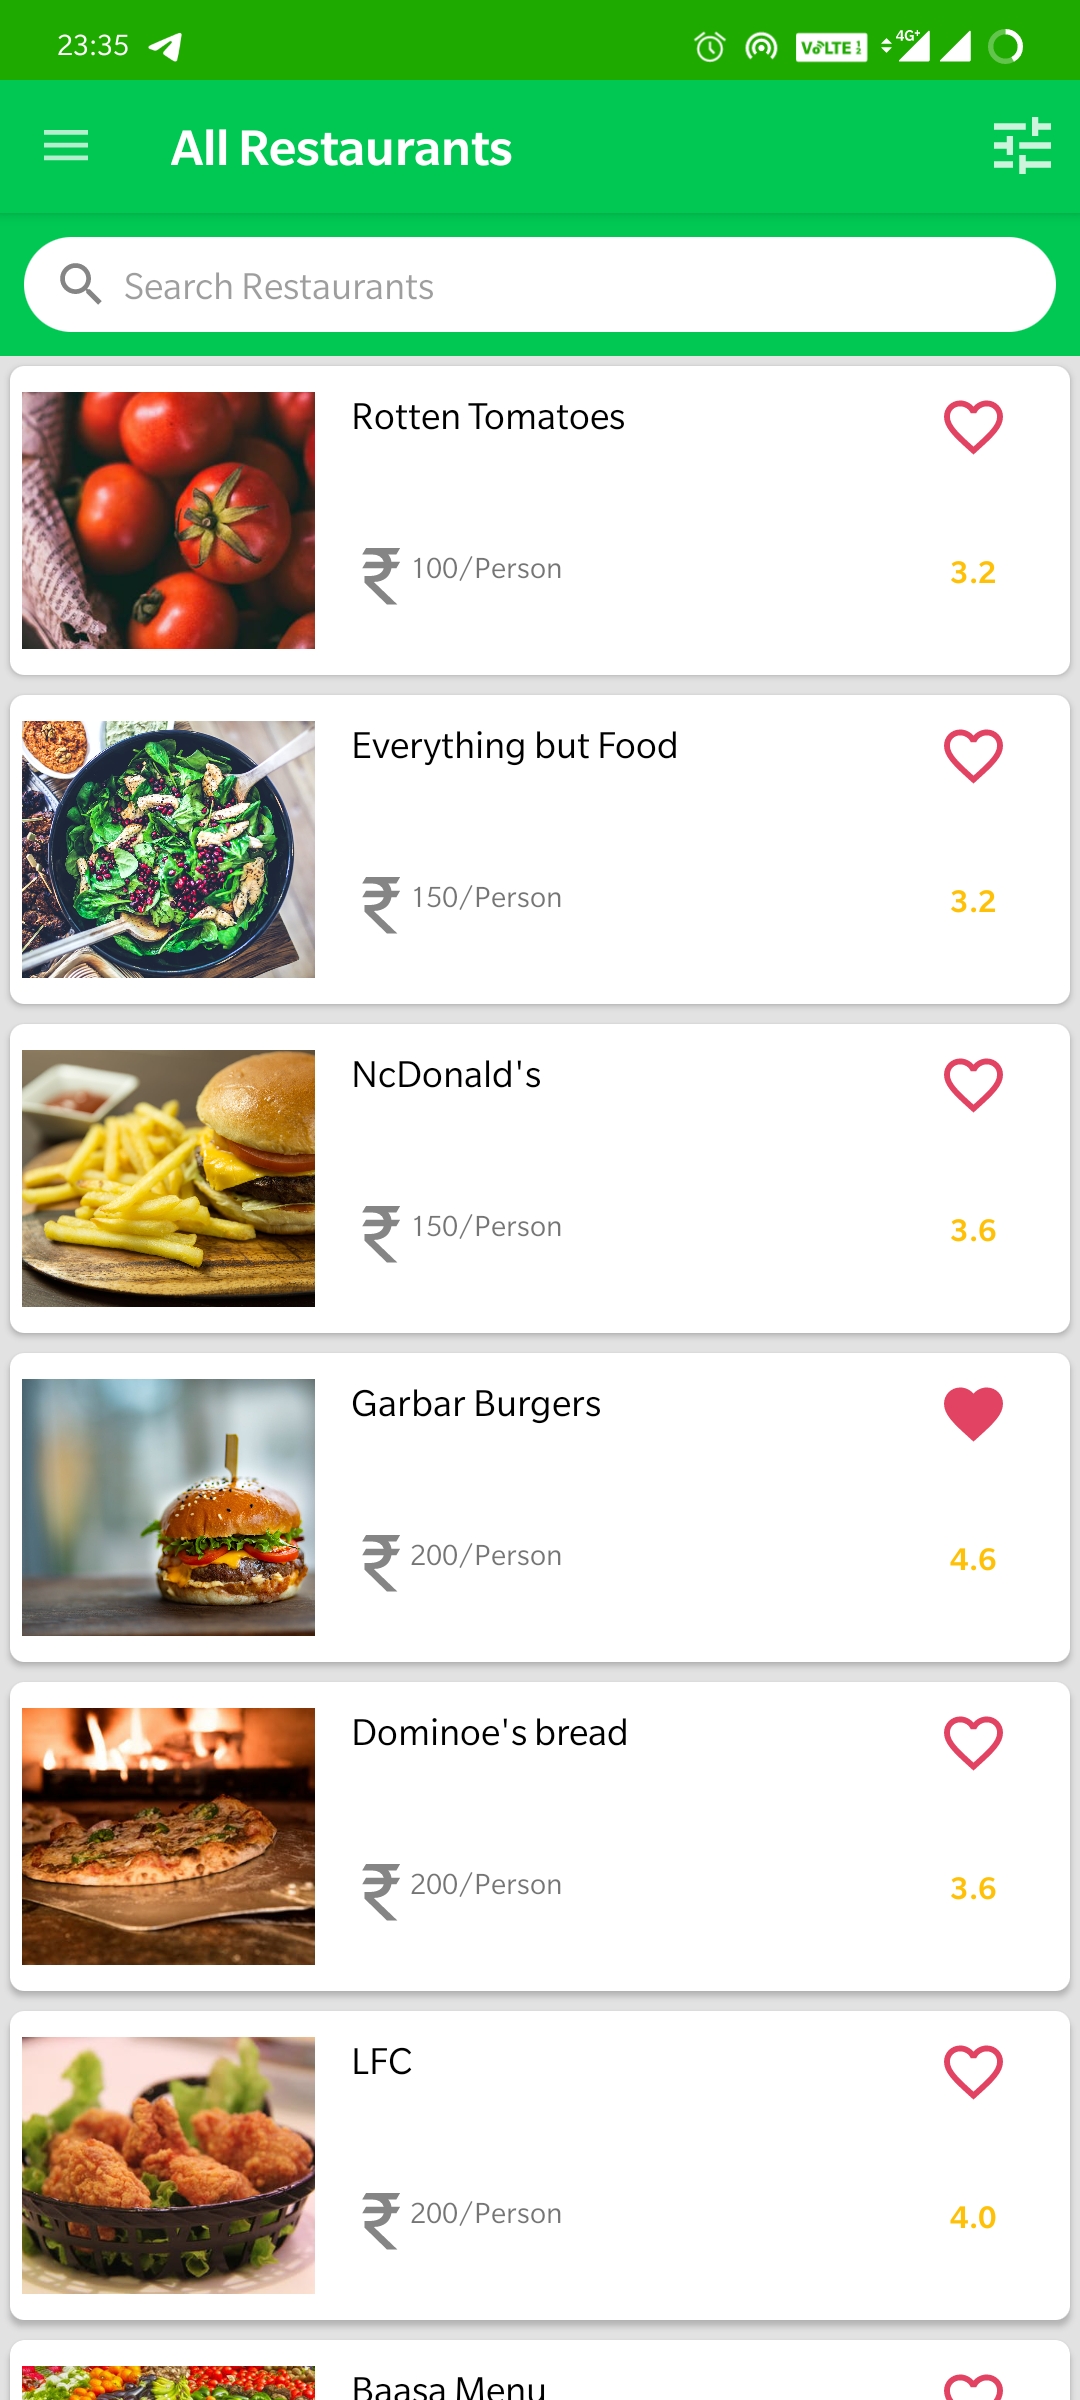 23:35
VoLTE 1 2
4G+
All Restaurants
Search Restaurants
Rotten Tomatoes
₹ 100/Person
3.2
Everything but Food
₹ 150/Person
3.2
NcDonald's
₹ 150/Person
3.6
Garbar Burgers
₹ 200/Person
4.6
Dominoe's bread
₹ 200/Person
3.6
LFC
₹ 200/Person
4.0
Baasa Menu